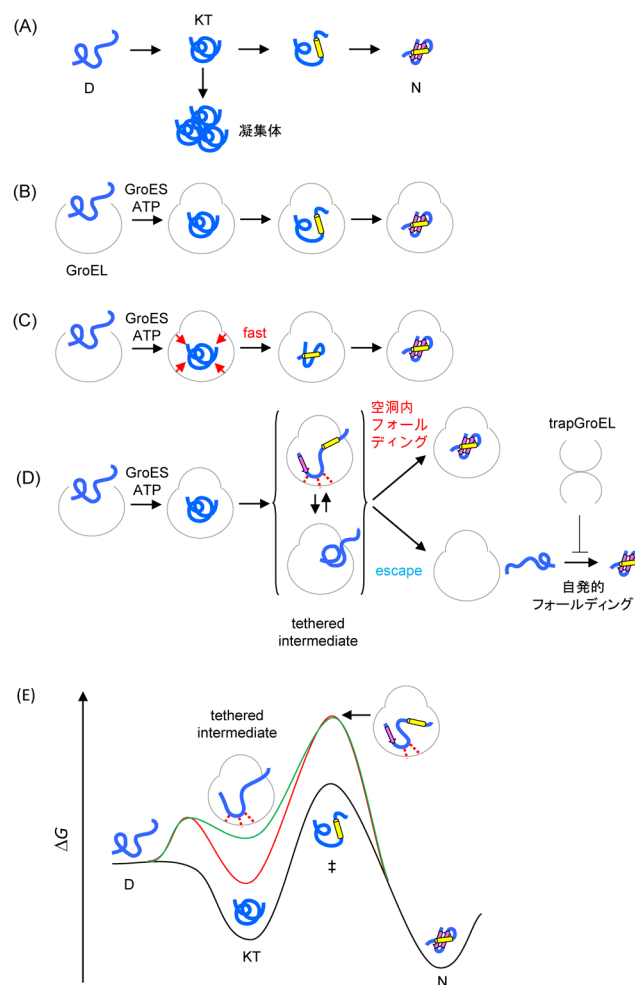 (A)
KT
D
N
凝集体
(B)
GroES
ATP
GroEL
(C)
GroES
ATP
fast
空洞内
フォール
ディング
trapGroEL
(D)
GroES
ATP
escape
自発的
フォールディング
tethered
intermediate
(E)
tethered
intermediate
ΔG
D
‡
KT
N